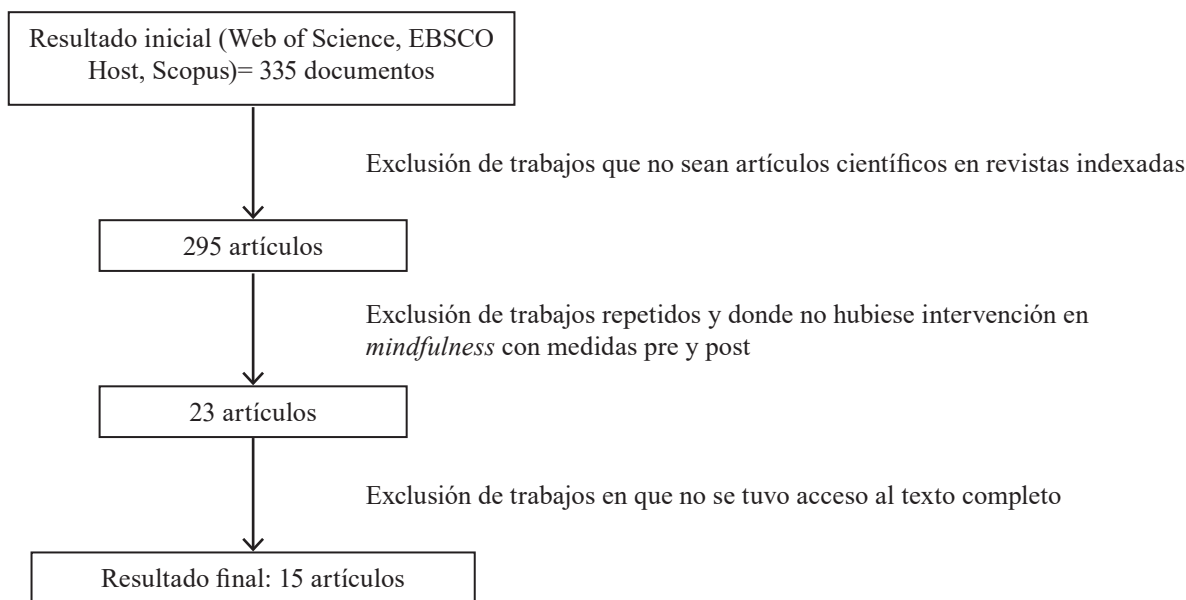 Resultado inicial (Web of Science, EBSCO
Host, Scopus)= 335 documentos
Exclusión de trabajos que no sean artículos científicos en revistas indexadas
295 artículos
Exclusión de trabajos repetidos y donde no hubiese intervención en
mindfulness con medidas pre y post
23 artículos
Exclusión de trabajos en que no se tuvo acceso al texto completo
Resultado final: 15 artículos